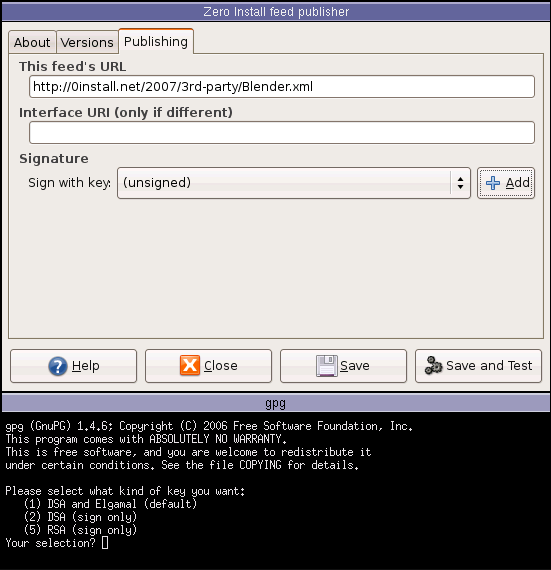 Zero Install feed publisher
About Versions Publishing
This feed's URL
http://0install.net/2007/3rd-party/Blender.xml
Interface URI (only if different)
Signature
Sign with key: (unsigned) Add
Help Close Save Save and Test
gpg
gpg (GnuPG) 1.4.6; Copyright (C) 2006 Free Software Foundation, Inc.
This program comes with ABSOLUTELY NO WARRANTY.
This is free software, and you are welcome to redistribute it
under certain conditions. See the file COPYING for details.
Please select what kind of key you want:
(1) DSA and Elgamal (default)
(2) DSA (sign only)
(5) RSA (sign only)
Your selection?